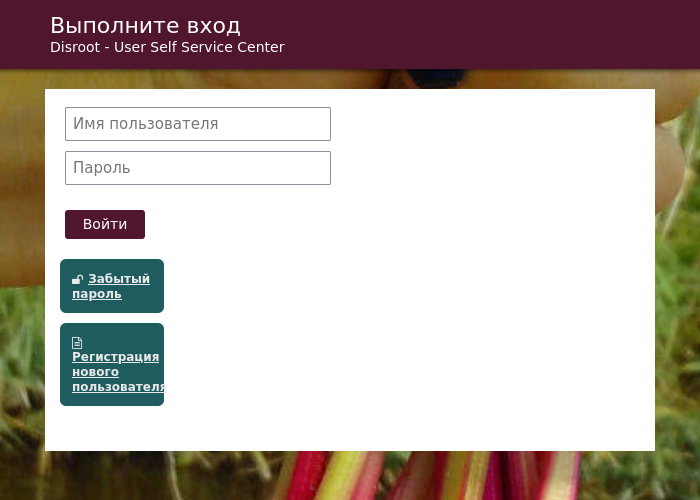 Выполните вход
Disroot - User Self Service Center
Имя пользователя
Пароль
Войти
Забытый
пароль
Регистрация
нового
пользователя